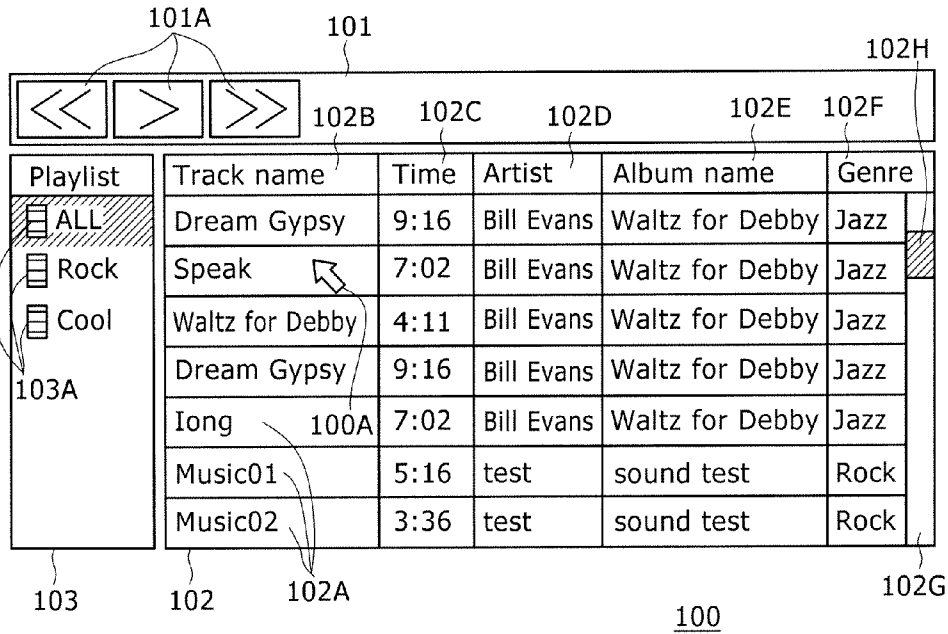 101A
101
102H
102B
102C
102D
102E
102F
Playlist
Track name Time Artist Album name Genre
ALL
Dream Gypsy 9:16 Bill Evans Waltz for Debby Jazz
Rock
Speak 7:02 Bill Evans Waltz for Debby Jazz
Cool
Waltz for Debby 4:11 Bill Evans Waltz for Debby Jazz
Dream Gypsy 9:16 Bill Evans Waltz for Debby Jazz
103A
Iong 100A 7:02 Bill Evans Waltz for Debby Jazz
Music01 5:16 test sound test Rock
Music02 3:36 test sound test Rock
103
102
102A
102G
100